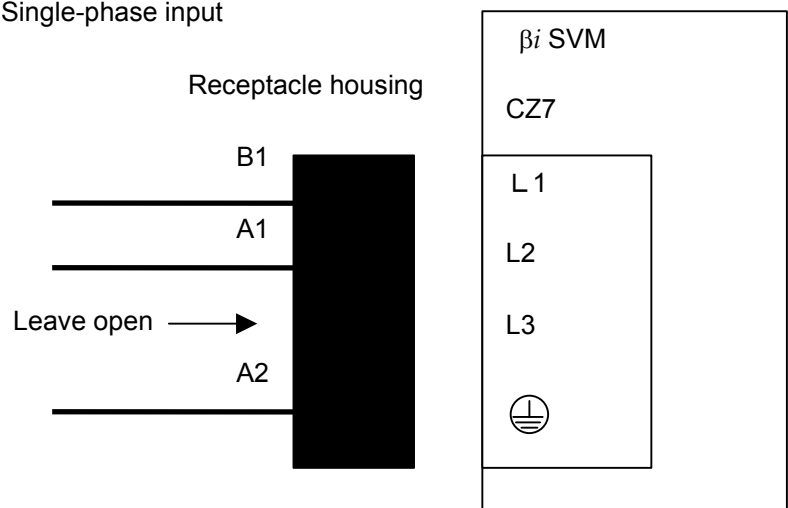 Single-phase input
βi SVM
Receptacle housing
CZ7
B1
L1
A1
L2
Leave open
L3
A2